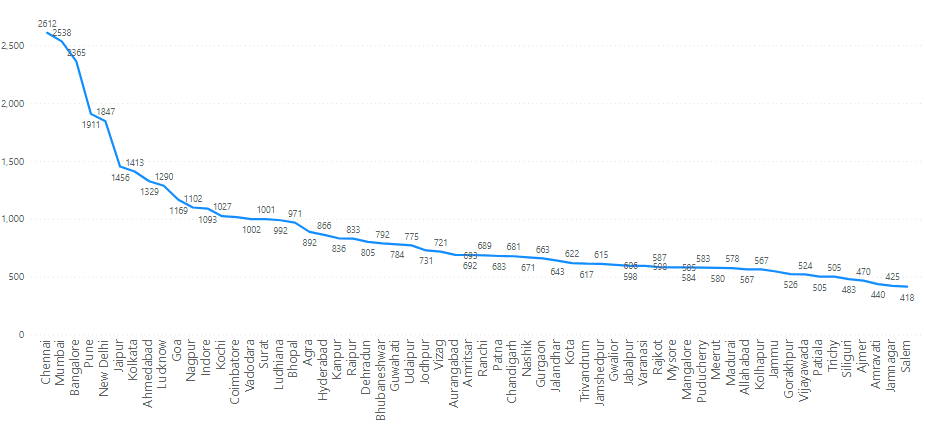 2612
2538
2,500
2365
2,000
1911
1847
1,500
1456
1413
1329
1290
1169
1102
1093
1027
1002
1001
992
971
1,000
892
866
836
833
805
792
784
775
731
721
693
692
689
683
681
671
663
643
622
617
615
606
598
598
587
585
584
583
580
578
567
567
526
524
505
505
483
470
440
425
418
500
0
Chennai
Mumbai
Bangalore
Pune
New Delhi
Jaipur
Kolkata
Ahmedabad
Lucknow
Goa
Nagpur
Indore
Kochi
Coimbatore
Vadodara
Surat
Ludhiana
Bhopal
Agra
Hyderabad
Kanpur
Raipur
Dehradun
Bhubaneshwar
Guwahati
Udaipur
Jodhpur
Vizag
Aurangabad
Amritsar
Ranchi
Patna
Chandigarh
Nashik
Gurgaon
Jalandhar
Kota
Trivandrum
Jamshedpur
Gwalior
Jabalpur
Varanasi
Rajkot
Mysore
Mangalore
Puducherry
Meerut
Madurai
Allahabad
Kolhapur
Jammu
Gorakhpur
Vijayawada
Patiala
Trichy
Siliguri
Ajmer
Amravati
Jamnagar
Salem